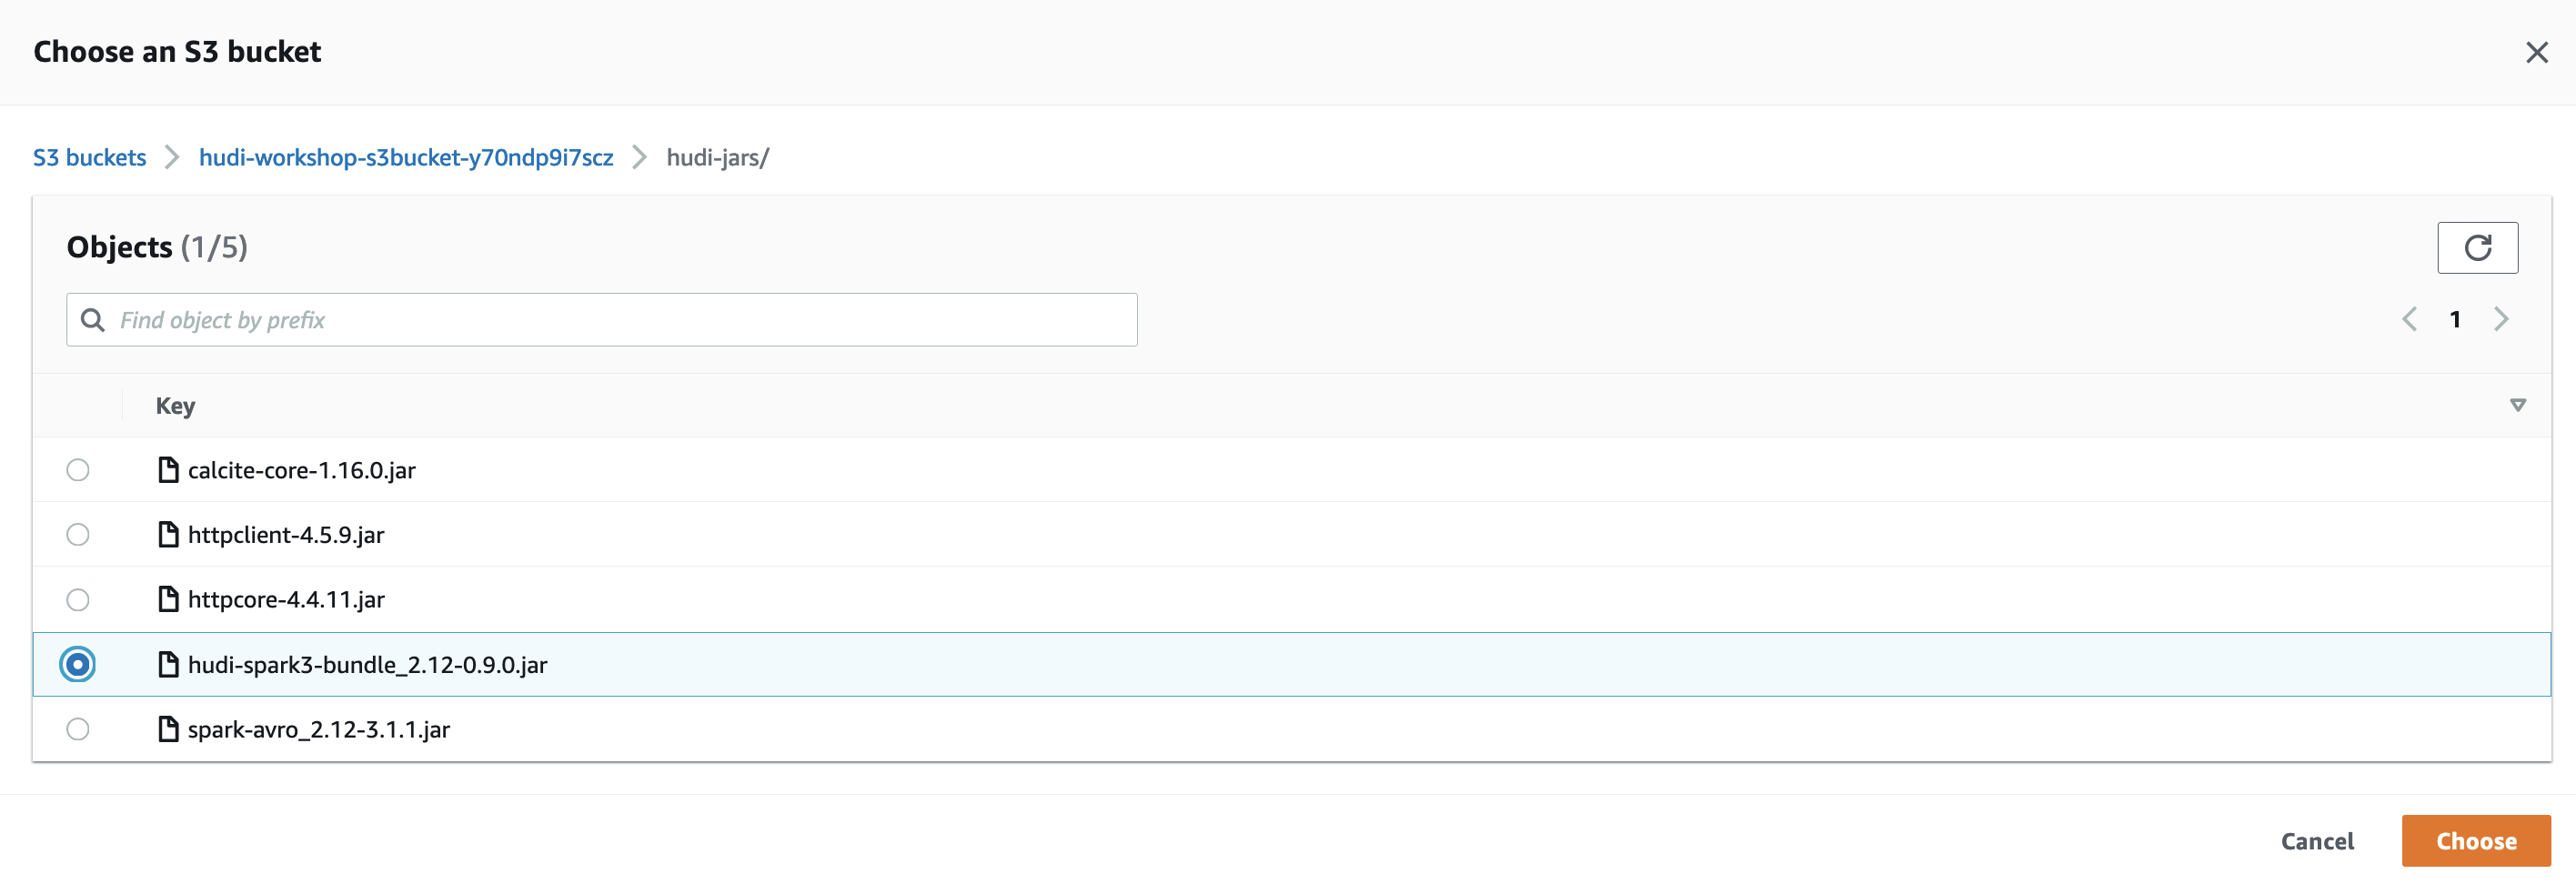 Choose an S3 bucket
S3 buckets hudi-workshop-s3bucket-y70ndp9i7scz hudi-jars/
Objects (1/5)
Find object by prefix
1
Key
calcite-core-1.16.0.jar
httpclient-4.5.9.jar
httpcore-4.4.11.jar
hudi-spark3-bundle_2.12-0.9.0.jar
spark-avro_2.12-3.1.1.jar
Cancel Choose